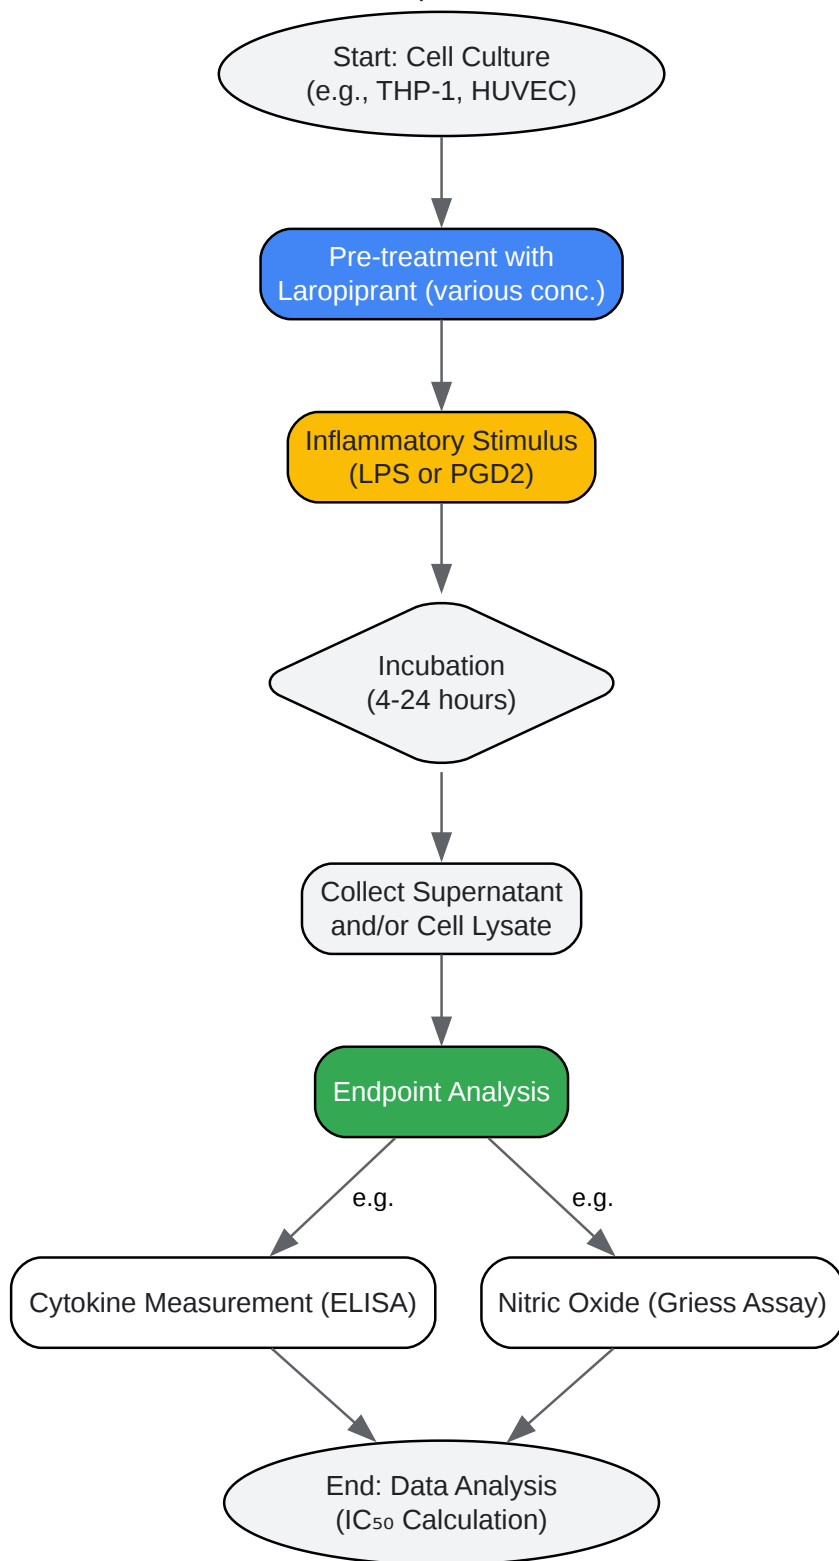 Start: Cell Culture
(e.g., THP-1, HUVEC)
Pre-treatment with
Laropiprant (various conc.)
Inflammatory Stimulus
(LPS or PGD2)
Incubation
(4-24 hours)
Collect Supernatant
and/or Cell Lysate
Endpoint Analysis
e.g.
e.g.
Cytokine Measurement (ELISA)
Nitric Oxide (Griess Assay)
End: Data Analysis
(IC₅₀ Calculation)